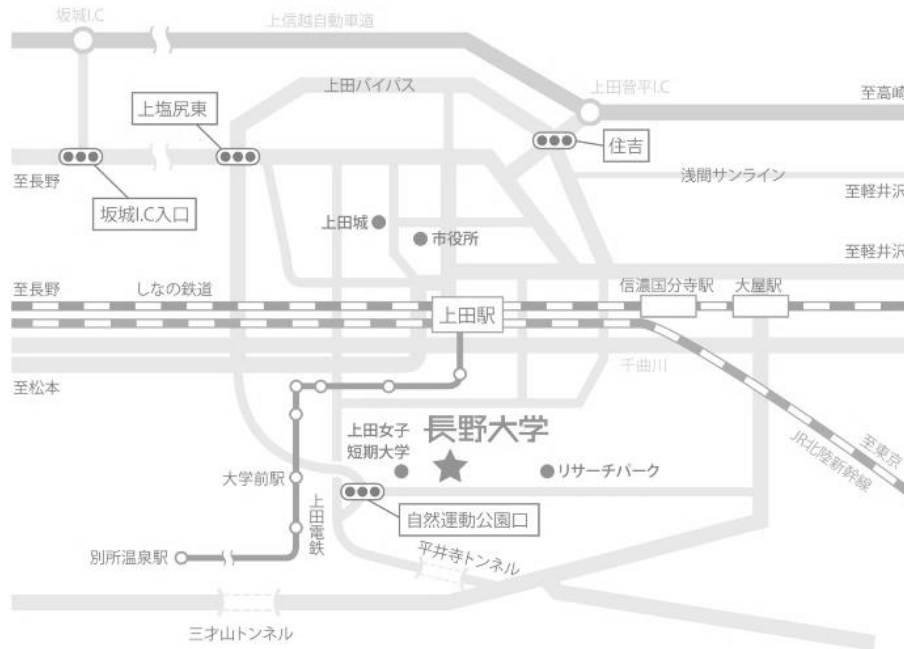 坂城I.C
上信越自動車道
上田バイパス
上田菅平I.C
至高崎
上塩尻東
住吉
浅間サンライン
至長野
至軽井沢
坂城I.C入口
上田城
市役所
至軽井沢
至長野
しなの鉄道
信濃国分寺駅
大屋駅
上田駅
千曲川
至松本
上田女子
短期大学
長野大学
至東京
JR北陸新幹線
大学前駅
リサーチパーク
上田電鉄
自然運動公園口
別所温泉駅
平井寺トンネル
三才山トンネル